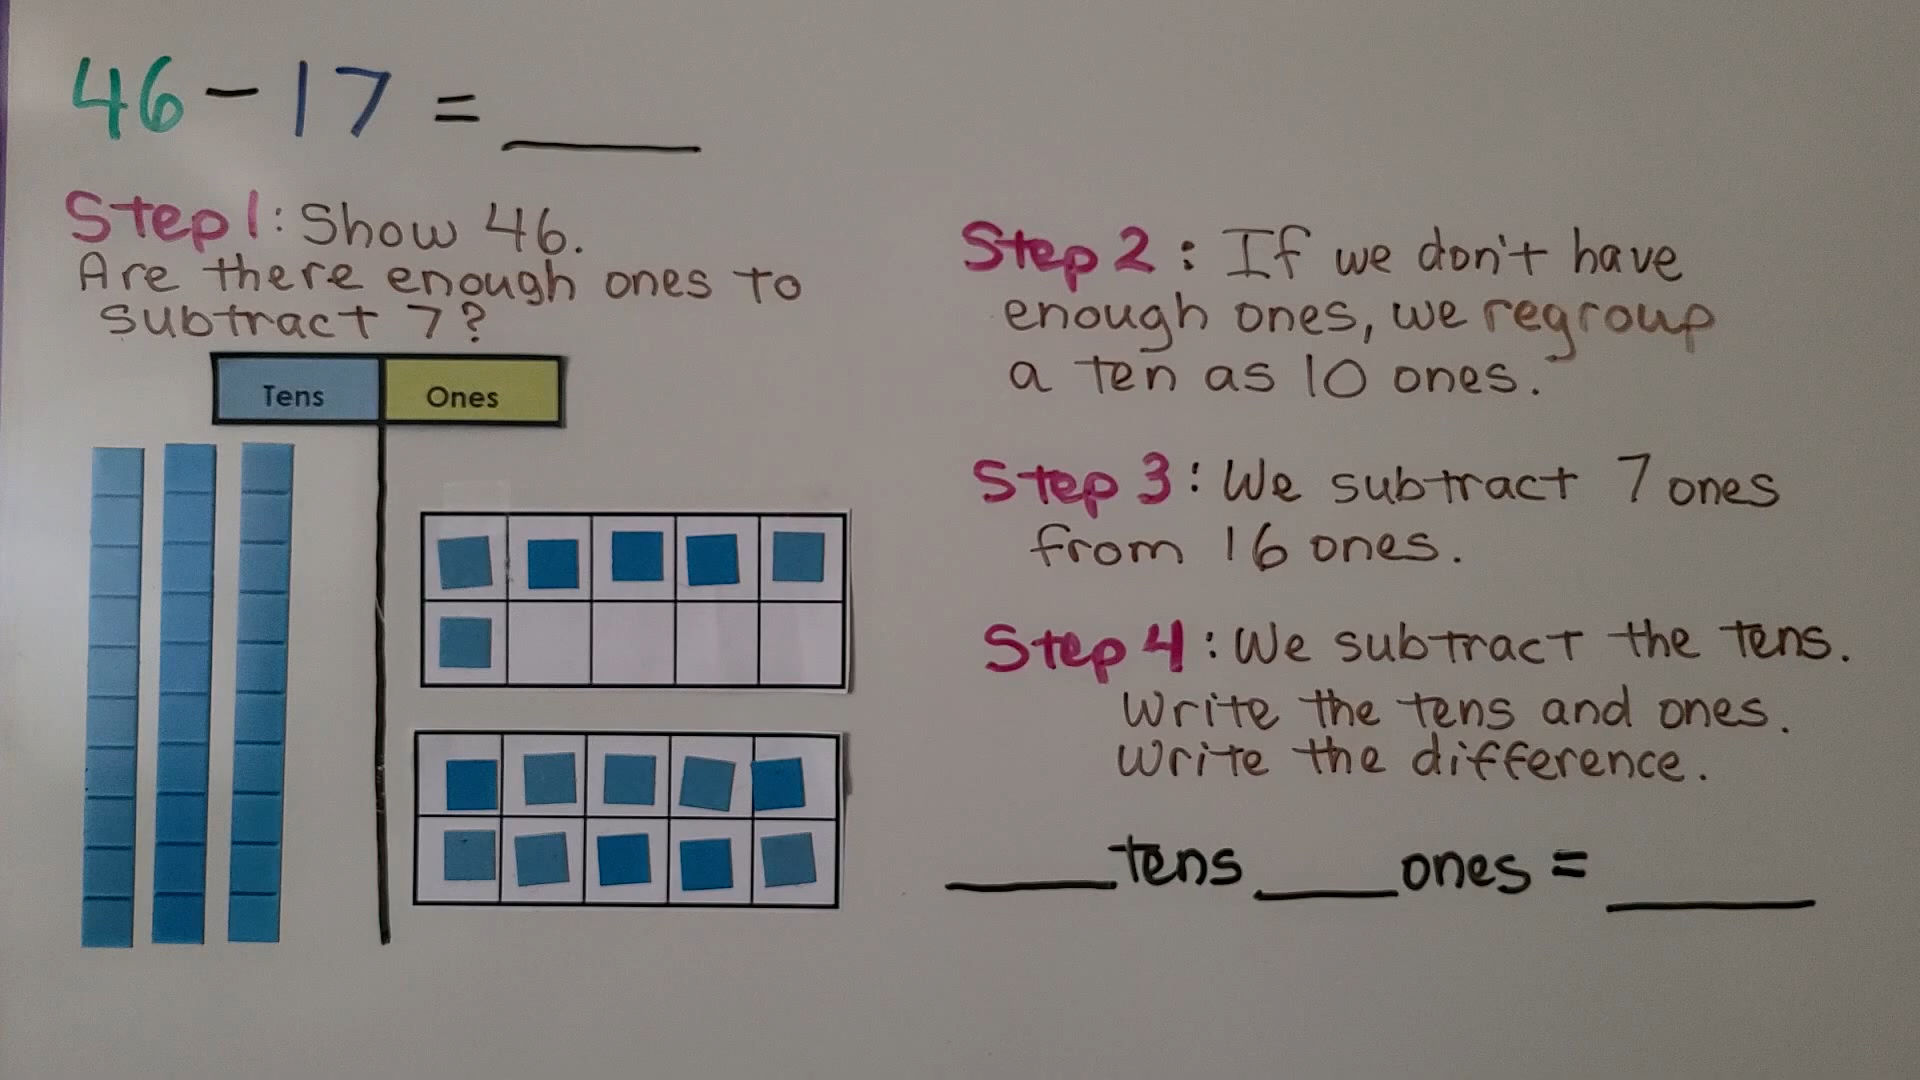 46 - 17 = ____
Step 1: Show 46.
Are there enough ones to
subtract 7?
Tens Ones
Step 2: If we don't have
enough ones, we regroup
a ten as 10 ones.
Step 3: We subtract 7 ones
from 16 ones.
Step 4: We subtract the tens.
Write the tens and ones.
Write the difference.
____ tens ____ ones = ____